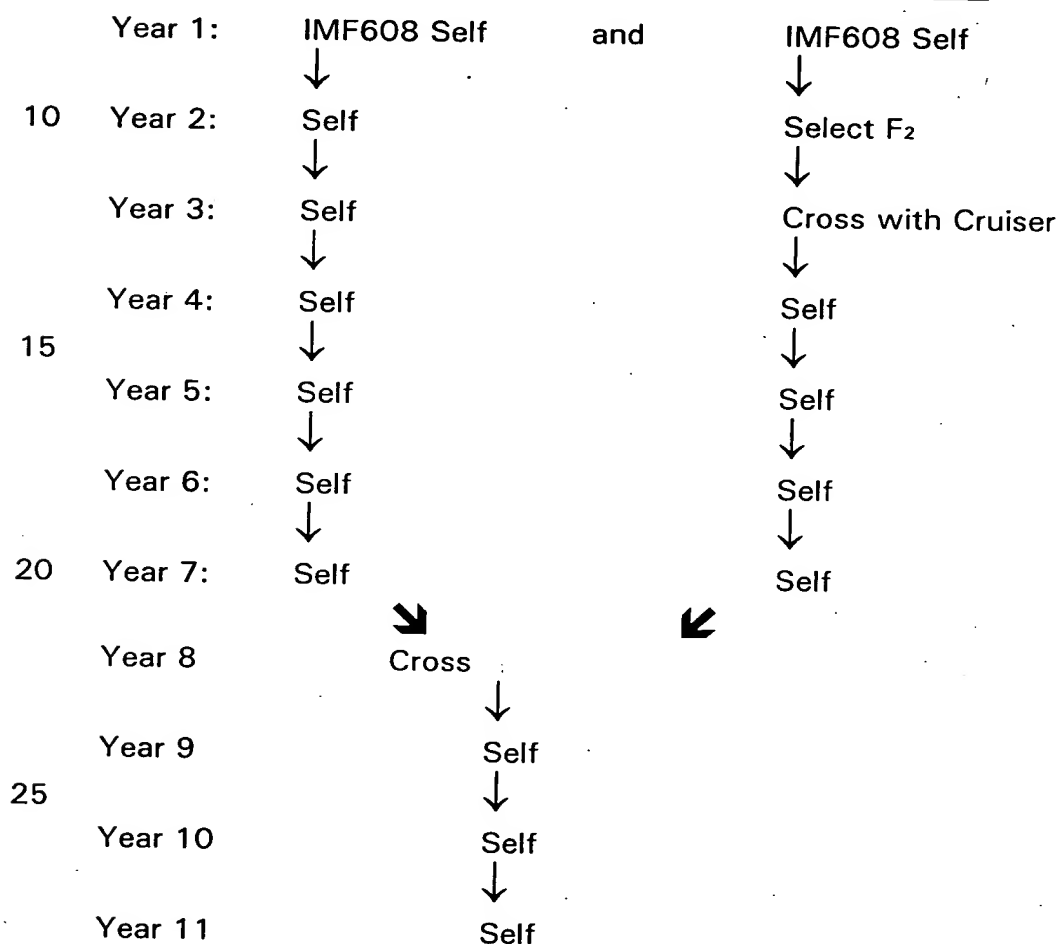 Year 1: IMF608 Self and IMF608 Self
10 Year 2: Self Select F₂
Year 3: Self Cross with Cruiser
Year 4: Self Self
15
Year 5: Self Self
Year 6: Self Self
20 Year 7: Self Self
Year 8 Cross
Year 9 Self
25
Year 10 Self
Year 11 Self